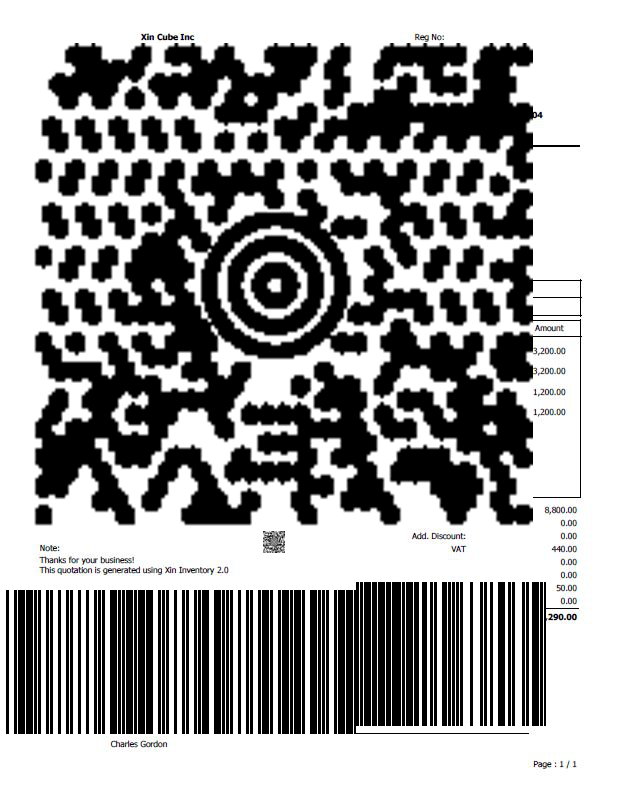 Xin Cube Inc Reg No:
04
Amount
3,200.00
3,200.00
1,200.00
1,200.00
8,800.00
0.00
Add. Discount: 0.00
Note: VAT 440.00
Thanks for your business! 0.00
This quotation is generated using Xin Inventory 2.0 0.00
50.00
0.00
,290.00
Charles Gordon
Page : 1 / 1